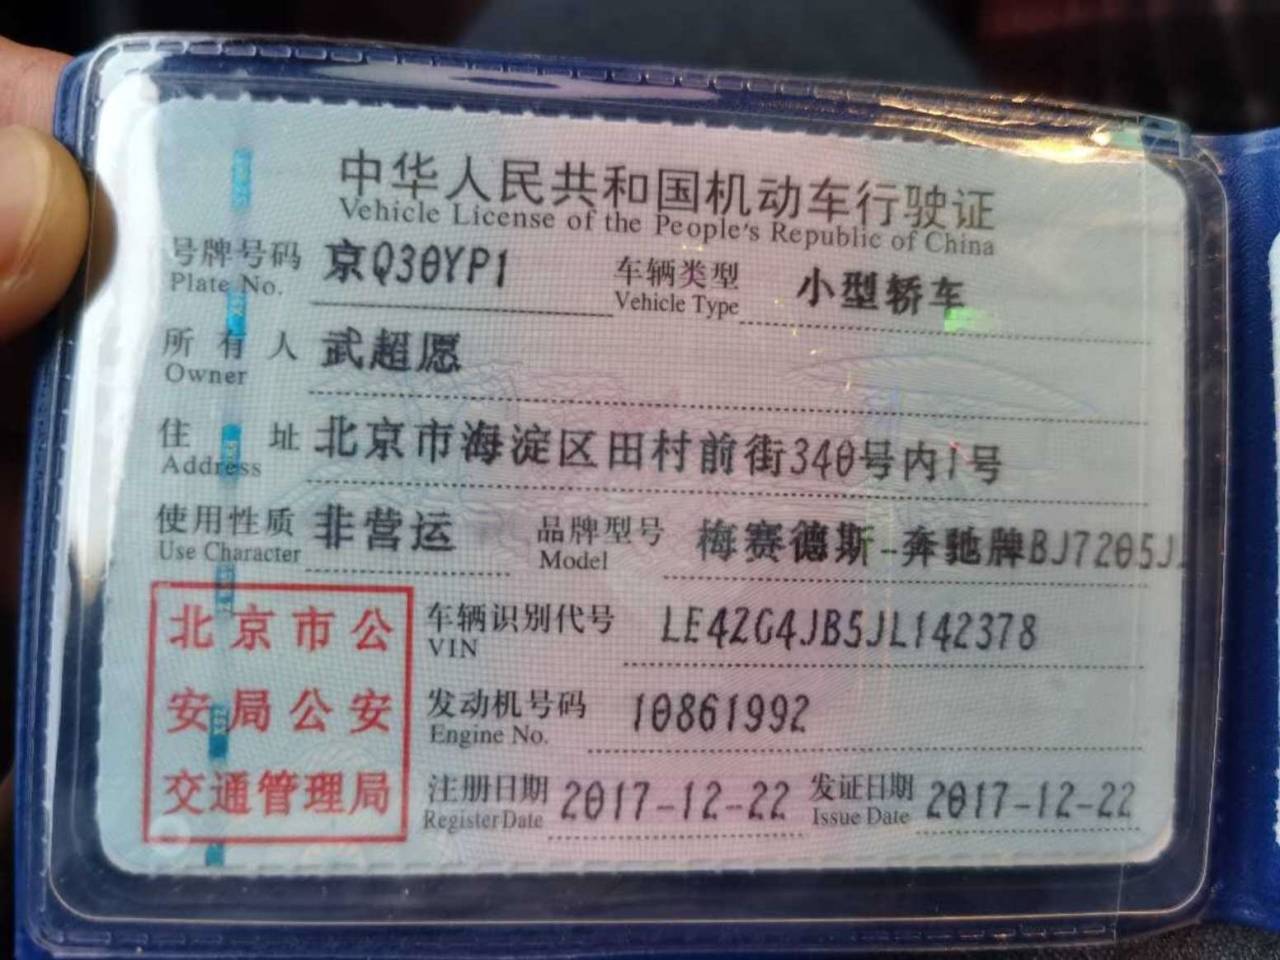 中华人民共和国机动车行驶证
Vehicle License of the People's Republic of China
号牌号码 京Q30YP1 车辆类型 小型轿车
Plate No. Vehicle Type
所有人 武超愿
Owner
住址 北京市海淀区田村前街340号内1号
Address
使用性质 非营运 品牌型号 梅赛德斯-奔驰牌BJ7205J
Use Character Model
北京市公
安局公安
交通管理局
车辆识别代号 LE42G4JB5JL142378
VIN
发动机号码 10861992
Engine No.
注册日期 2017-12-22 发证日期 2017-12-22
Register Date Issue Date